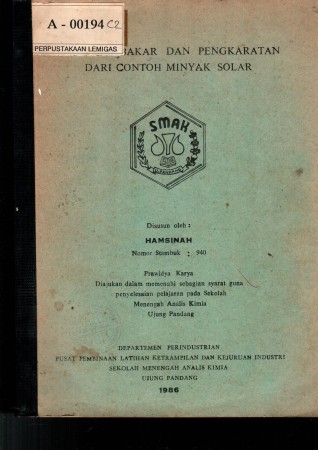 A - 00194 C2
PERPUSTAKAAN LEMIGAS
BAKAR DAN PENGKARATAN
DARI CONTOH MINYAK SOLAR
SMAK
Disusun oleh :
HAMSINAH
Nomor Stambuk : 940
Prawidya Karya
Diajukan dalam memenuhi sebagian syarat guna
penyelesaian pelajaran pada Sekolah
Menengah Analis Kimia
Ujung Pandang
DEPARTEMEN PERINDUSTRIAN
PUSAT PEMBINAAN LATIHAN KETRAMPILAN DAN KEJURUAN INDUSTRI
SEKOLAH MENENGAH ANALIS KIMIA
UJUNG PANDANG
1986